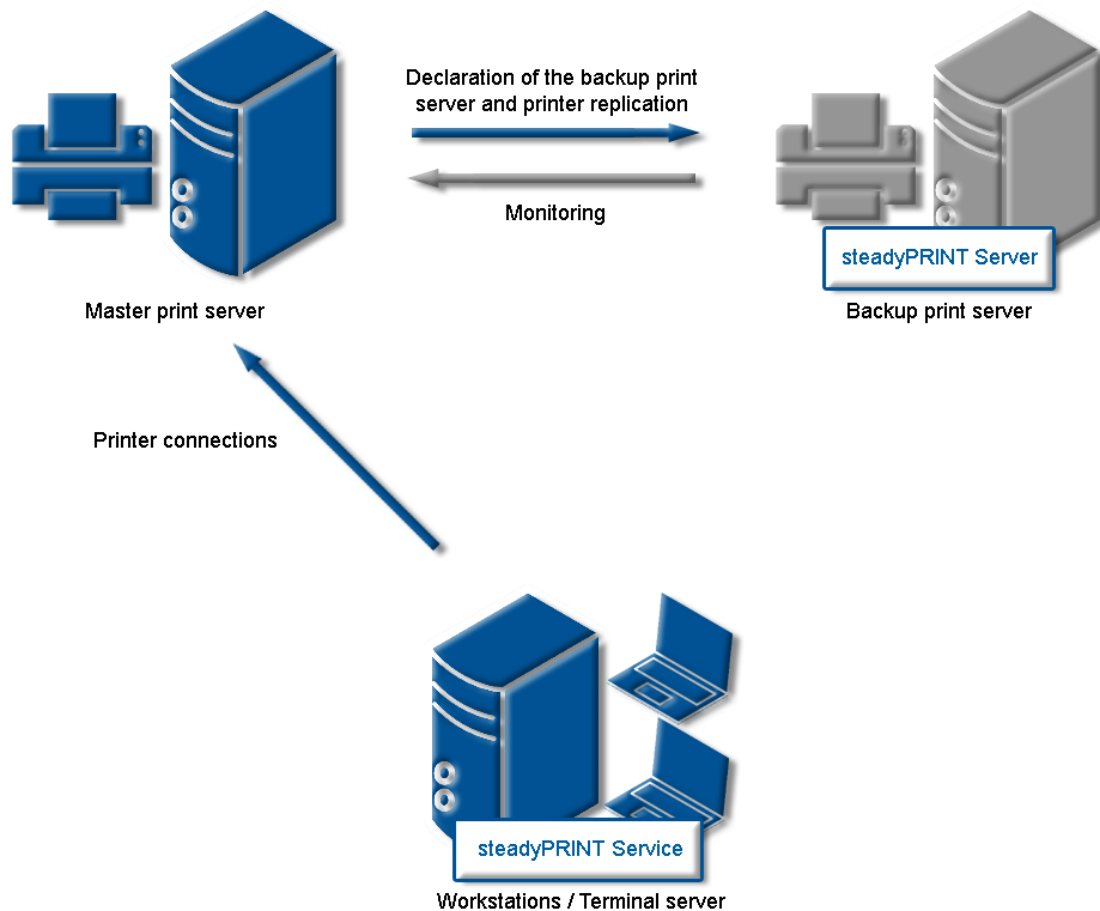 Declaration of the backup print
server and printer replication
Monitoring
steadyPRINT Server
Master print server
Backup print server
Printer connections
steadyPRINT Service
Workstations / Terminal server